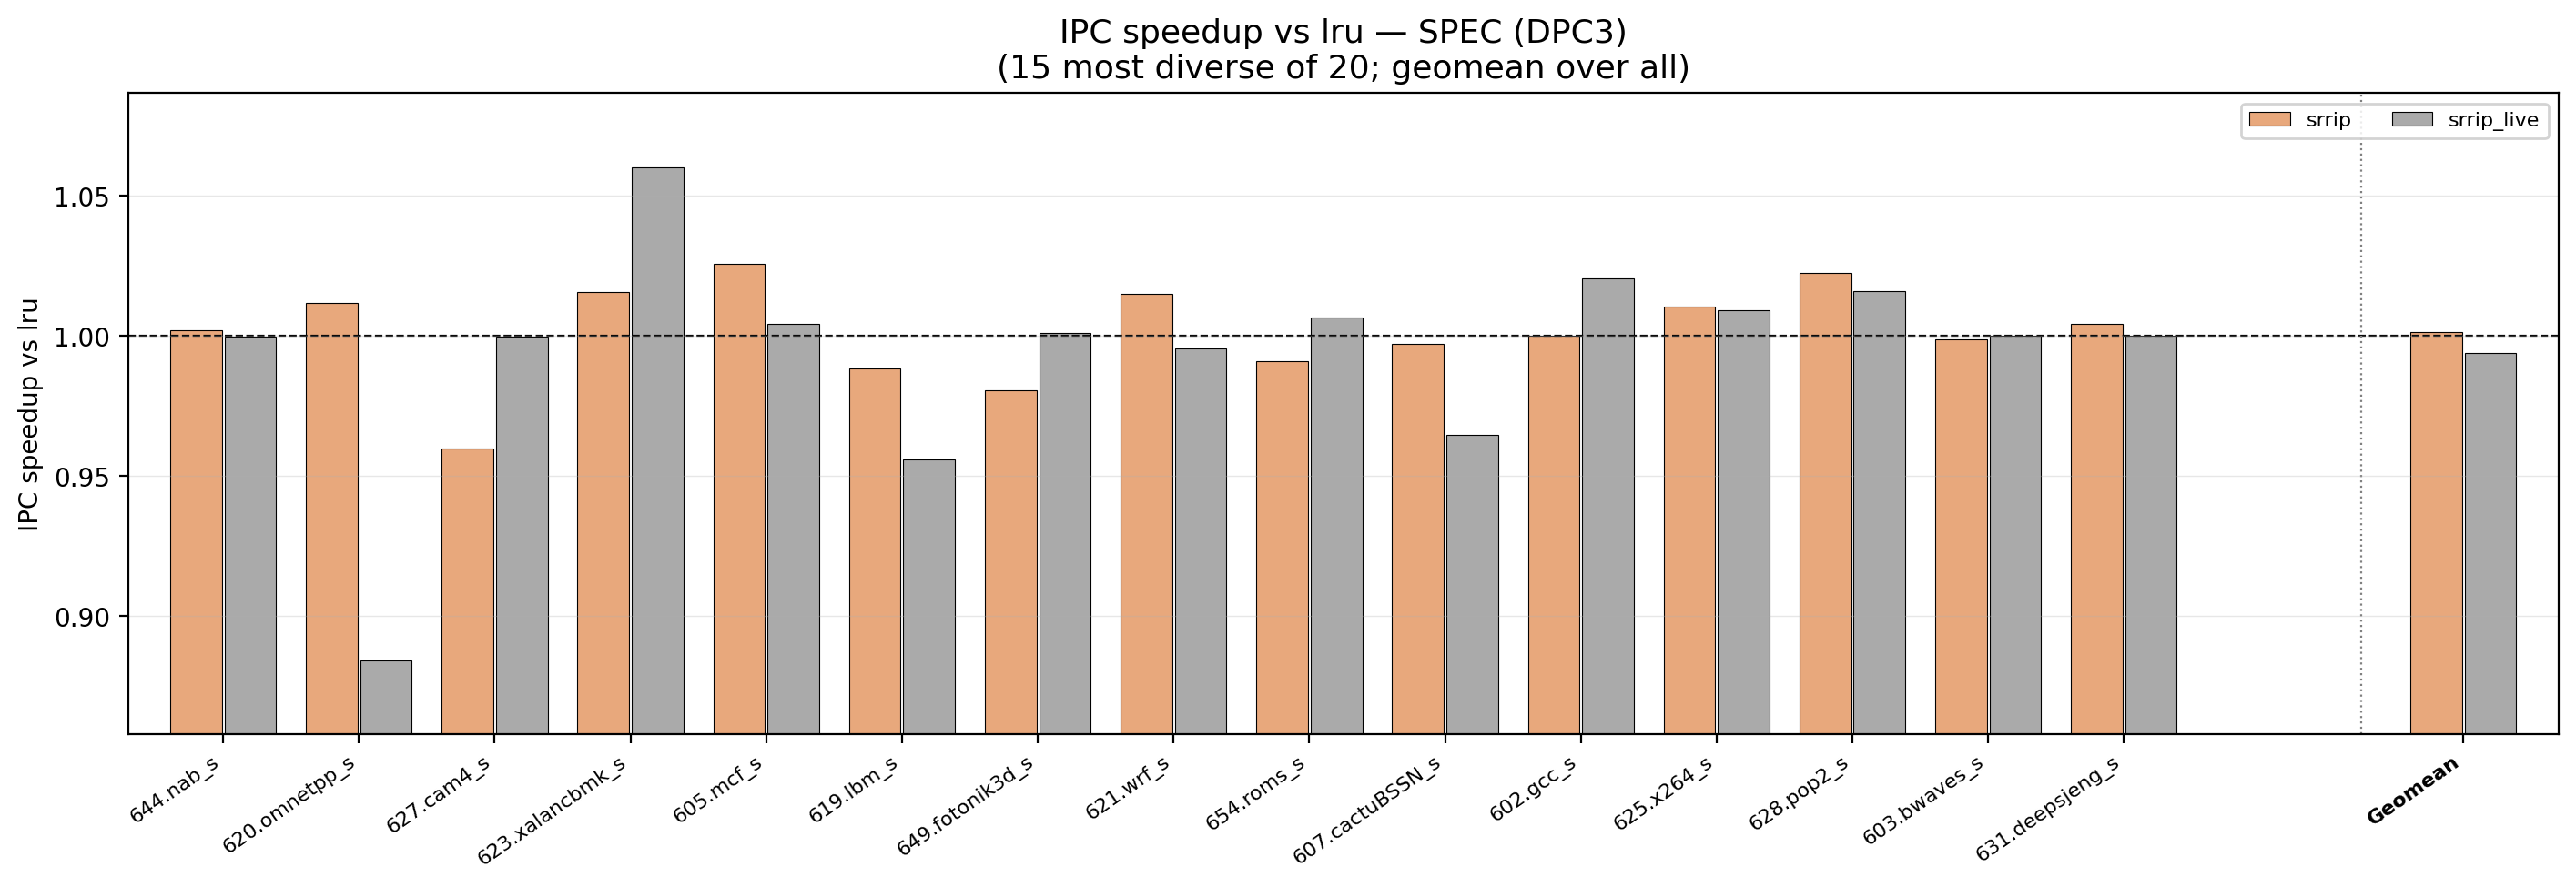 IPC speedup vs lru — SPEC (DPC3)
(15 most diverse of 20; geomean over all)
srrip
srrip_live
IPC speedup vs lru
1.05
1.00
0.95
0.90
644.nab_s
620.omnetpp_s
627.cam4_s
623.xalancbmk_s
605.mcf_s
619.lbm_s
649.fotonik3d_s
621.wrf_s
654.roms_s
607.cactuBSSN_s
602.gcc_s
625.x264_s
628.pop2_s
603.bwaves_s
631.deepsjeng_s
Geomean